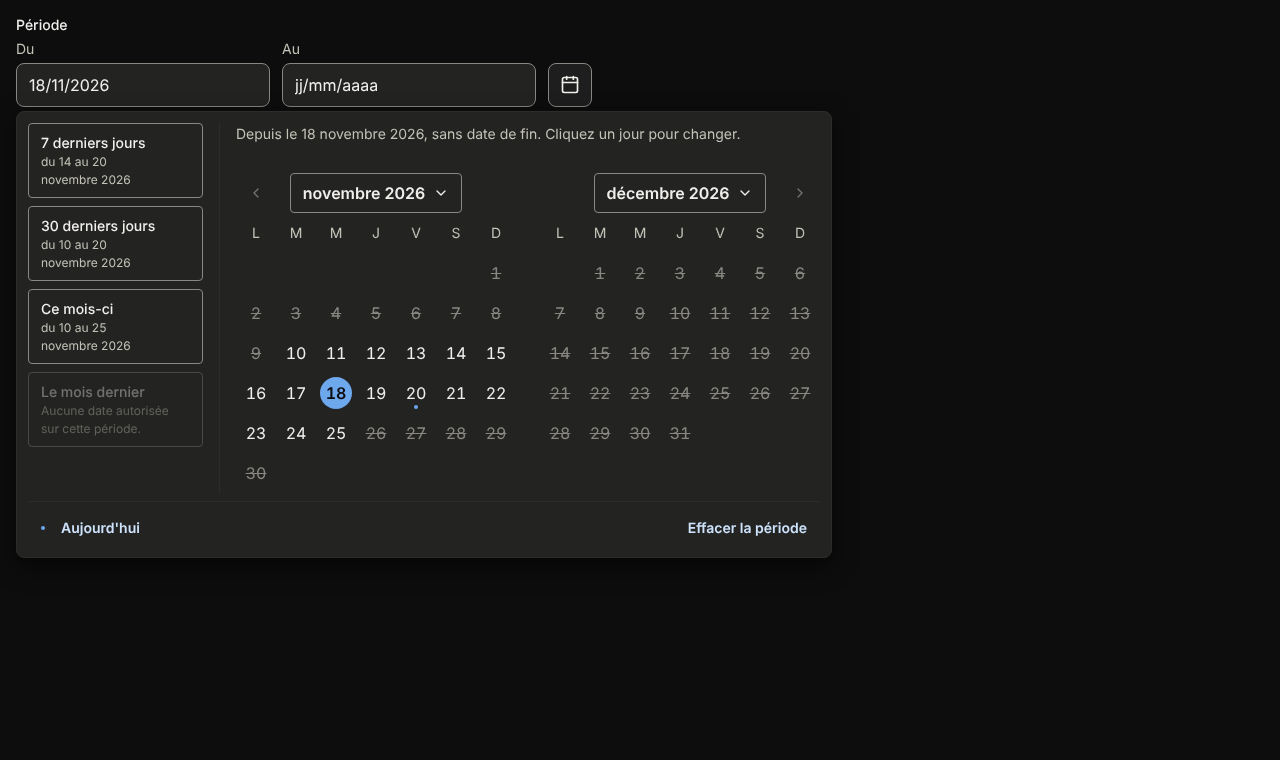 Période
Du
Au
18/11/2026
jj/mm/aaaa
7 derniers jours
du 14 au 20
novembre 2026
30 derniers jours
du 10 au 20
novembre 2026
Ce mois-ci
du 10 au 25
novembre 2026
Le mois dernier
Aucune date autorisée
sur cette période.
Depuis le 18 novembre 2026, sans date de fin. Cliquez un jour pour changer.
novembre 2026
L M M J V S D
1
2 3 4 5 6 7 8
9 10 11 12 13 14 15
16 17 18 19 20 21 22
23 24 25 26 27 28 29
30
décembre 2026
L M M J V S D
1 2 3 4 5 6
7 8 9 10 11 12 13
14 15 16 17 18 19 20
21 22 23 24 25 26 27
28 29 30 31
Aujourd'hui
Effacer la période